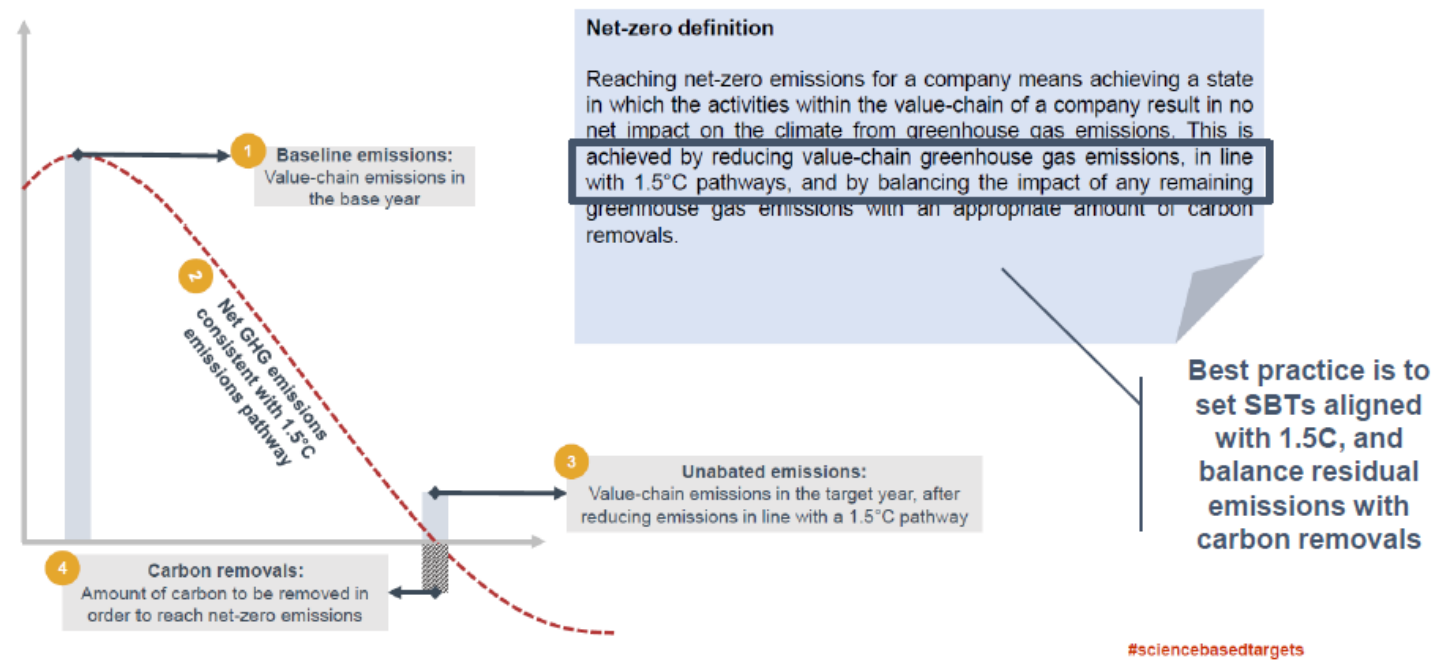 Net-zero definition
Reaching net-zero emissions for a company means achieving a state
in which the activities within the value-chain of a company result in no
net impact on the climate from greenhouse gas emissions. This is
achieved by reducing value-chain greenhouse gas emissions, in line
with 1.5°C pathways, and by balancing the impact of any remaining
greenhouse gas emissions with an appropriate amount of carbon
removals.
1
Baseline emissions:
Value-chain emissions in
the base year
2
Net GHG emissions
consistent with 1.5°C
emissions pathway
3
Unabated emissions:
Value-chain emissions in the target year, after
reducing emissions in line with a 1.5°C pathway
4
Carbon removals:
Amount of carbon to be removed in
order to reach net-zero emissions
Best practice is to
set SBTs aligned
with 1.5C, and
balance residual
emissions with
carbon removals
#sciencebasedtargets